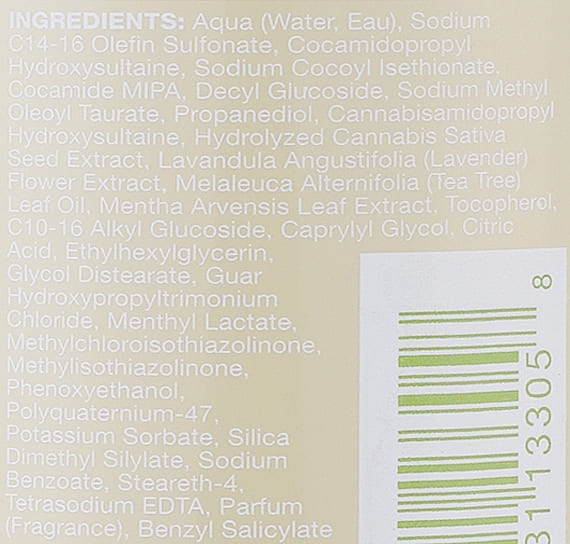 INGREDIENTS: Aqua (Water, Eau), Sodium
C14-16 Olefin Sulfonate, Cocamidopropyl
Hydroxysultaine, Sodium Cocoyl Isethionate.
Cocamide MIPA, Decyl Glucoside, Sodium Methyl
Oleoyl Taurate, Propanediol, Cannabisamidopropyl
Hydroxysultaine, Hydrolyzed Cannabis Sativa
Seed Extract, Lavandula Angustifolia (Lavender)
Flower Extract, Melaleuca Alternifolia (Tea Tree)
Leaf Oil, Mentha Arvensis Leaf Extract, Tocopherol,
C10-16 Alkyl Glucoside, Caprylyl Glycol, Citric
Acid, Ethylhexylglycerin,
Glycol Distearate, Guar
Hydroxypropyltrimonium
Chloride, Menthyl Lactate,
Methylchloroisothiazolinone,
Methylisothiazolinone,
Phenoxyethanol,
Polyquaternium-47,
Potassium Sorbate, Silica
Dimethyl Silylate, Sodium
Benzoate, Steareth-4,
Tetrasodium EDTA, Parfum
(Fragrance), Benzyl Salicylate
31 13305 8